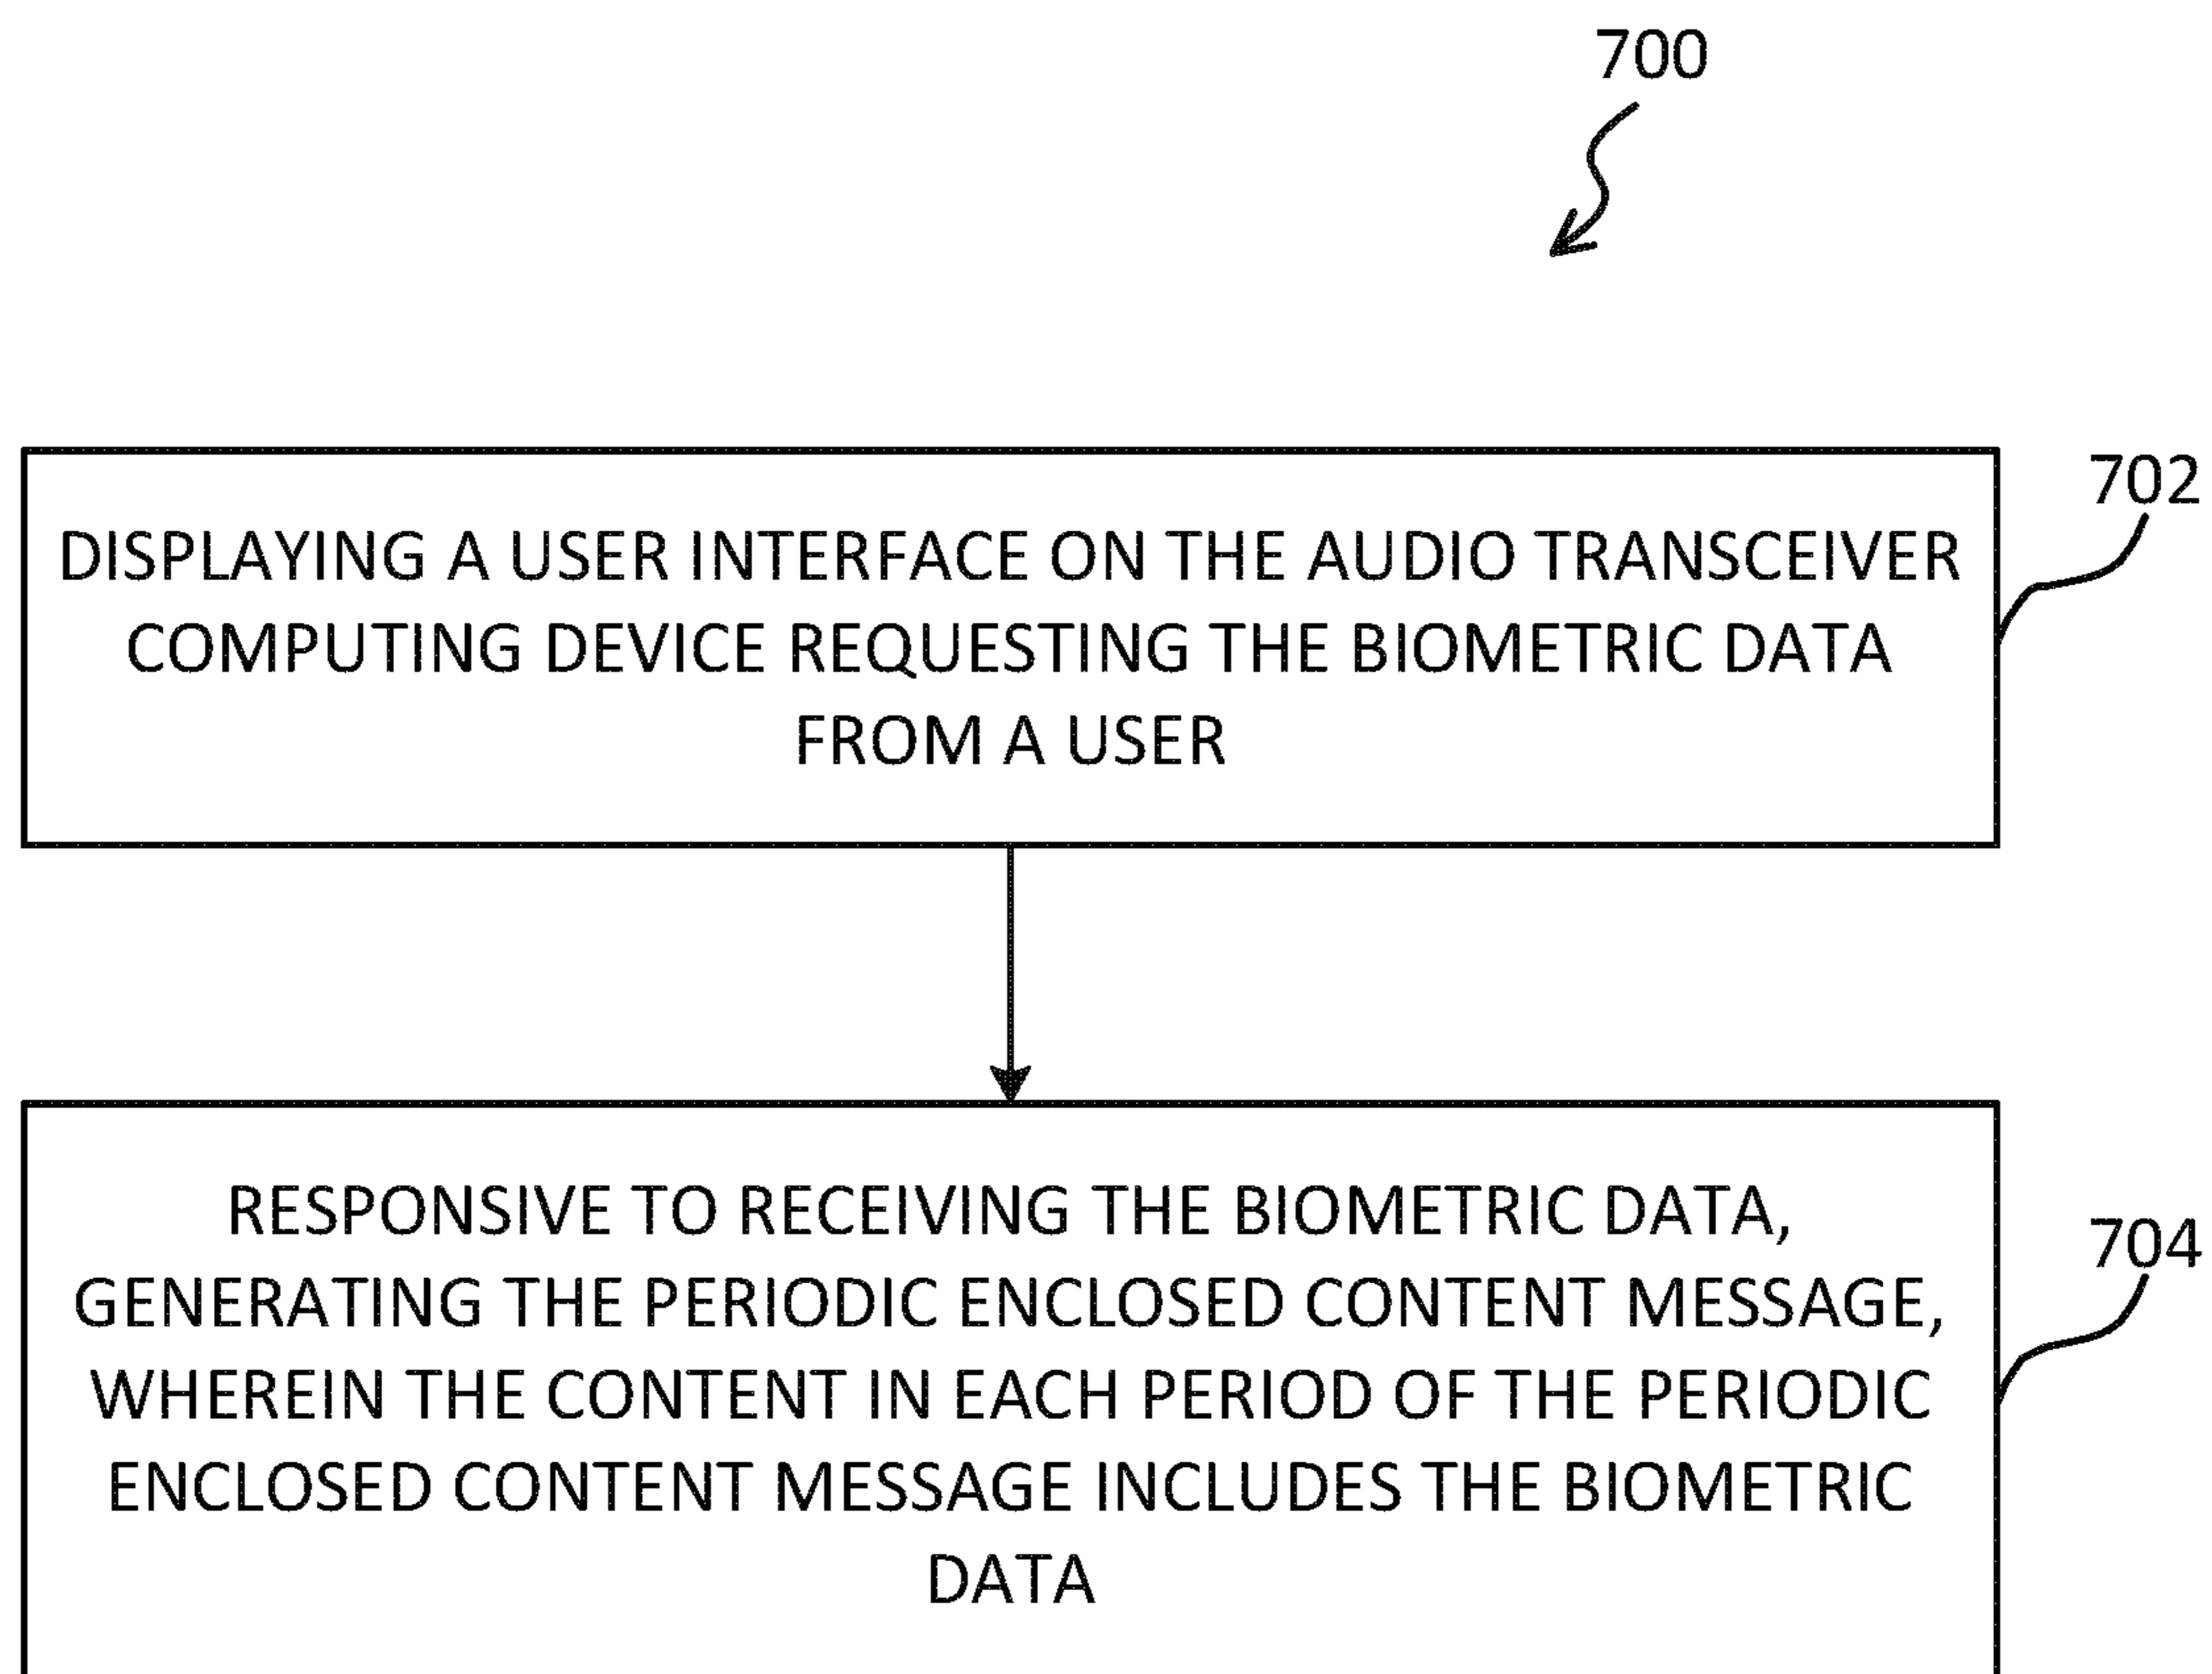 700
702
DISPLAYING A USER INTERFACE ON THE AUDIO TRANSCEIVER
COMPUTING DEVICE REQUESTING THE BIOMETRIC DATA
FROM A USER
704
RESPONSIVE TO RECEIVING THE BIOMETRIC DATA,
GENERATING THE PERIODIC ENCLOSED CONTENT MESSAGE,
WHEREIN THE CONTENT IN EACH PERIOD OF THE PERIODIC
ENCLOSED CONTENT MESSAGE INCLUDES THE BIOMETRIC
DATA